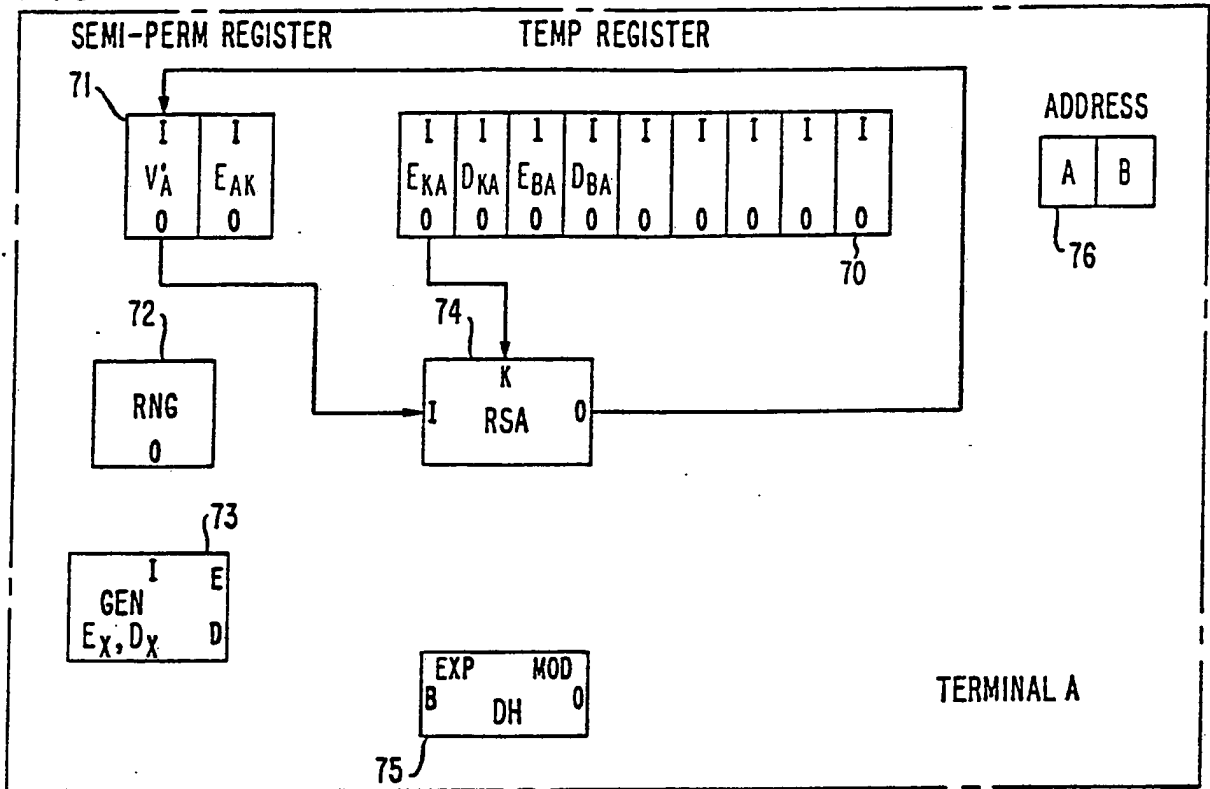 SEMI-PERM REGISTER TEMP REGISTER
71
I I I I 1 I I I I I I
V'A EAK EKA DKA EBA DBA
0 0 0 0 0 0 0 0 0 0 0
ADDRESS
A B
76
70
72
RNG
0
74
K
I RSA 0
73
I E
GEN
EX, DX D
EXP MOD
B DH 0
75
TERMINAL A